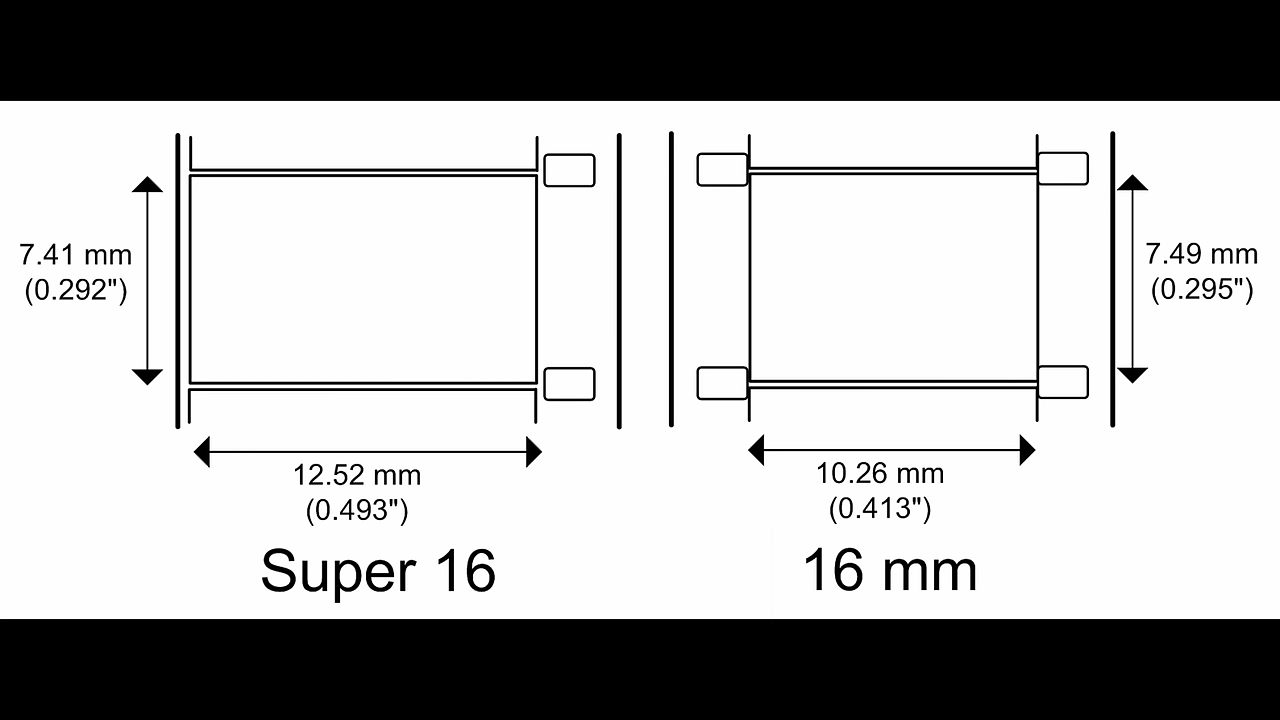 7.41 mm
(0.292")
12.52 mm
(0.493")
Super 16
7.49 mm
(0.295")
10.26 mm
(0.413")
16 mm